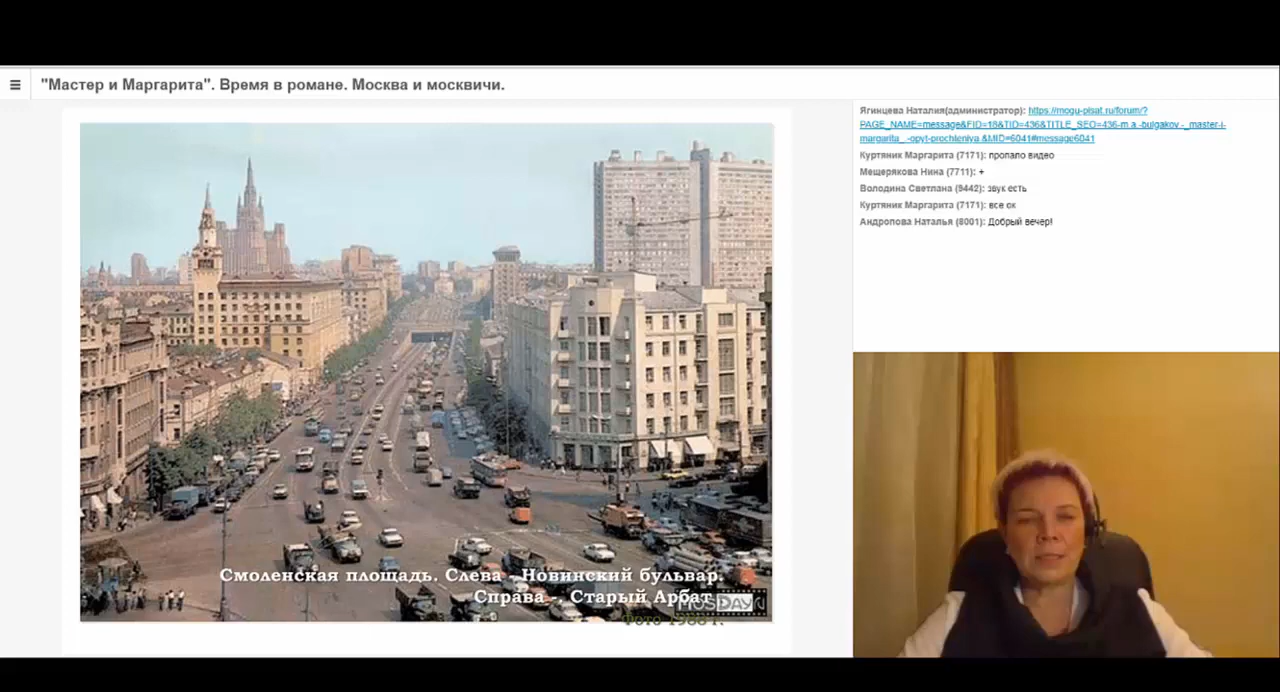 "Мастер и Маргарита". Время в романе. Москва и москвичи.
Смоленская площадь. Слева - Новинский бульвар.
Справа -. Старый Арбат.
Ягинцева Наталия(администратор): https://mogu-pisat.ru/forum/?
PAGE_NAME=message&FID=18&TID=436&TITLE_SEO=436-m.a.-bulgakov.-_master-i-
margarita_.-opyt-prochteniya.&MID=6041#message6041
Куртяник Маргарита (7171): пропало видео
Мещерякова Нина (7711): +
Володина Светлана (9442): звук есть
Куртяник Маргарита (7171): все ок
Андропова Наталья (8001): Добрый вечер!